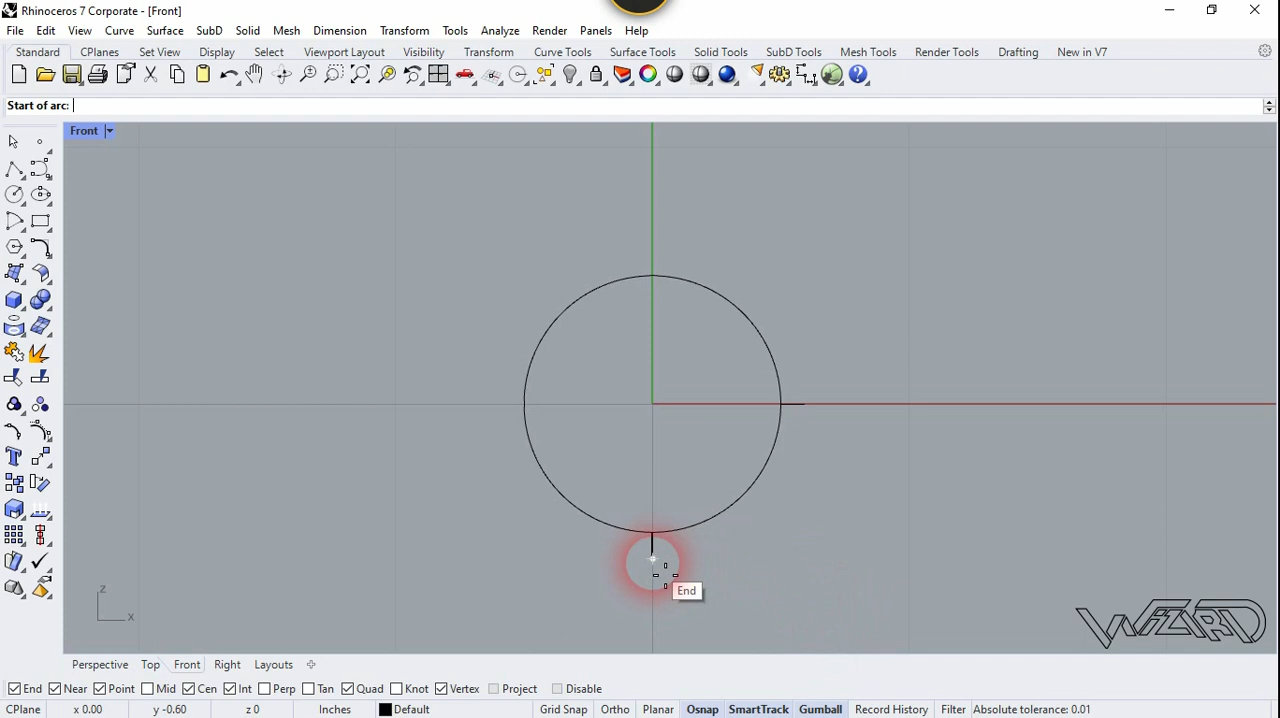 Rhinoceros 7 Corporate - [Front]
File Edit View Curve Surface SubD Solid Mesh Dimension Transform Tools Analyze Render Panels Help
Standard CPlanes Set View Display Select Viewport Layout Visibility Transform Curve Tools Surface Tools Solid Tools SubD Tools Mesh Tools Render Tools Drafting New in V7
Start of arc:
Front
End
z
x
WIZARD
Perspective Top Front Right Layouts
End Near Point Mid Cen Int Perp Tan Quad Knot Vertex Project Disable
CPlane x 0.00 y -0.60 z 0 Inches Default Grid Snap Ortho Planar Osnap SmartTrack Gumball Record History Filter Absolute tolerance: 0.01